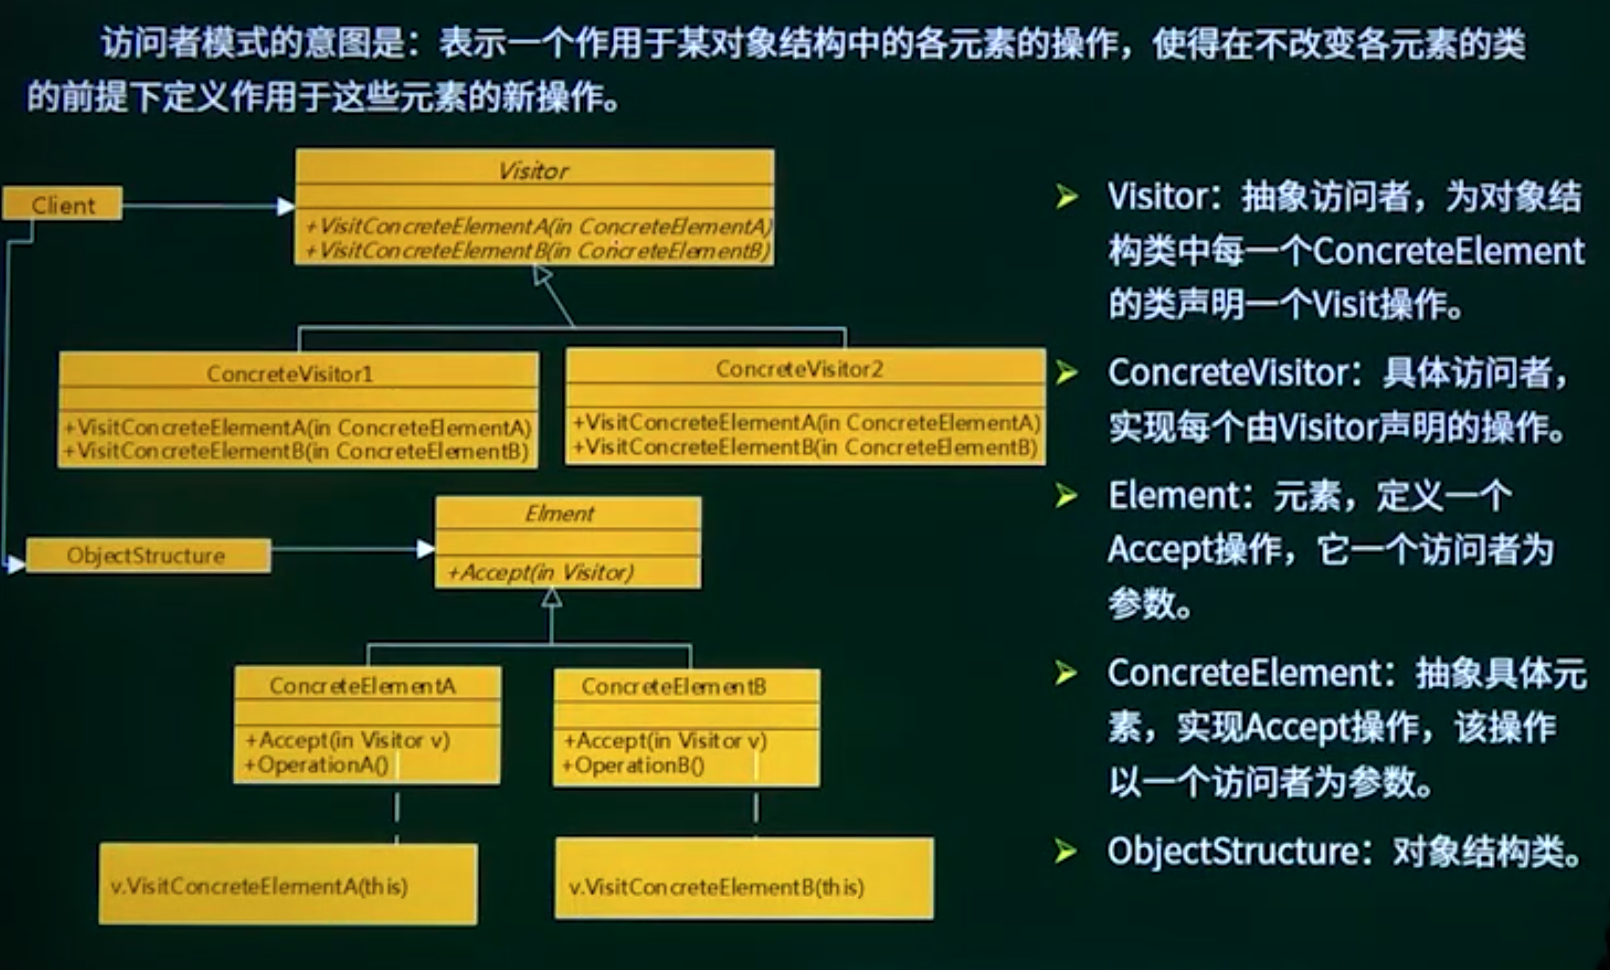 访问者模式的意图是：表示一个作用于某对象结构中的各元素的操作，使得在不改变各元素的类
的前提下定义作用于这些元素的新操作。
Client
Visitor
+VisitConcreteElementA(in ConcreteElementA)
+VisitConcreteElementB(in ConcreteElementB)
ConcreteVisitor1
+VisitConcreteElementA(in ConcreteElementA)
+VisitConcreteElementB(in ConcreteElementB)
ConcreteVisitor2
+VisitConcreteElementA(in ConcreteElementA)
+VisitConcreteElementB(in ConcreteElementB)
ObjectStructure
Elment
+Accept(in Visitor)
ConcreteElementA
+Accept(in Visitor v)
+OperationA()
ConcreteElementB
+Accept(in Visitor v)
+OperationB()
v.VisitConcreteElementA(this)
v.VisitConcreteElementB(this)
Visitor：抽象访问者，为对象结
构类中每一个ConcreteElement
的类声明一个Visit操作。
ConcreteVisitor：具体访问者，
实现每个由Visitor声明的操作。
Element：元素，定义一个
Accept操作，它一个访问者为
参数。
ConcreteElement：抽象具体元
素，实现Accept操作，该操作
以一个访问者为参数。
ObjectStructure：对象结构类。